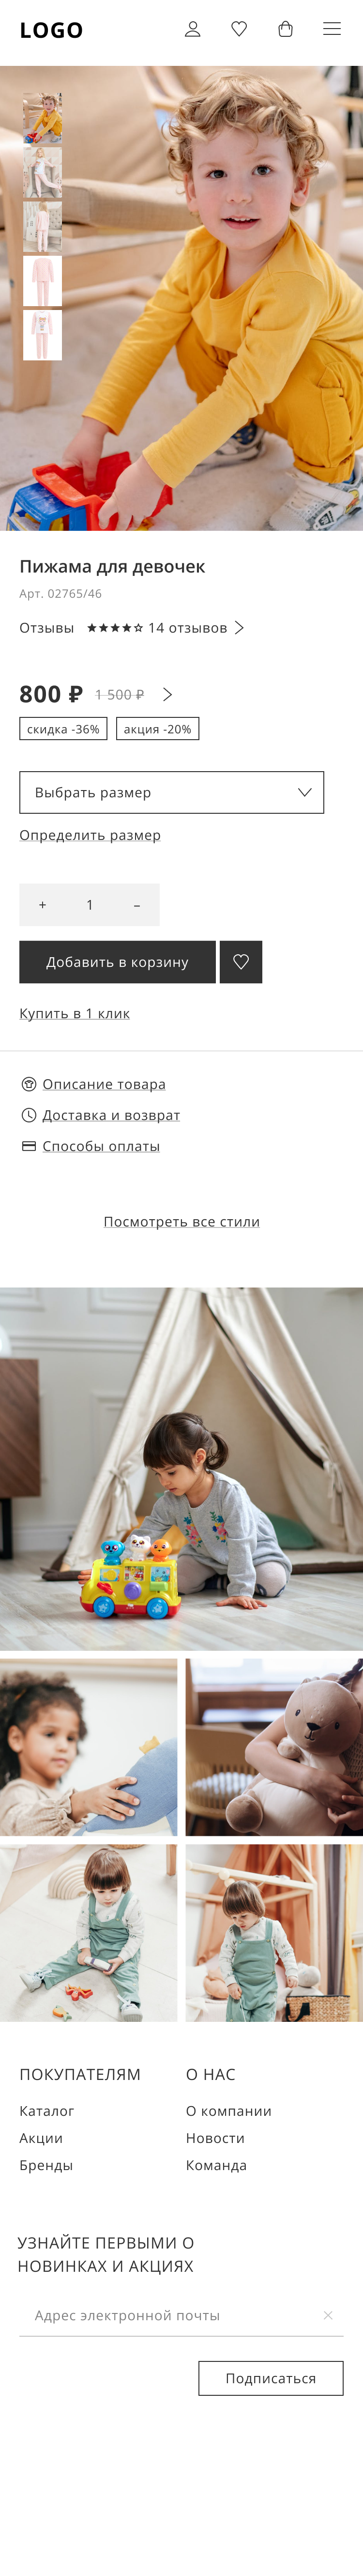 LOGO
Пижама для девочек
Арт. 02765/46
Отзывы ★★★★☆ 14 отзывов
800 ₽ 1 500 ₽
скидка -36% акция -20%
Выбрать размер
Определить размер
+ 1 –
Добавить в корзину
Купить в 1 клик
Описание товара
Доставка и возврат
Способы оплаты
Посмотреть все стили
ПОКУПАТЕЛЯМ
Каталог
Акции
Бренды
О НАС
О компании
Новости
Команда
УЗНАЙТЕ ПЕРВЫМИ О
НОВИНКАХ И АКЦИЯХ
Адрес электронной почты
Подписаться